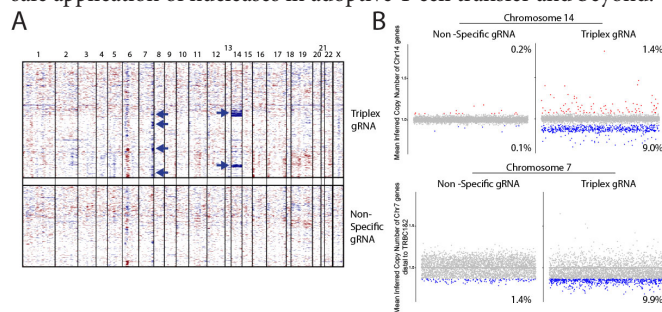 safe application of nucleases in adoptive T cell transfer and beyond.
A
1 2 3 4 5 6 7 8 9 10 11 12 13 14 15 16 17 18 19 20 21 22 X
Triplex
gRNA
Non-
Specific
gRNA
B
Chromosome 14
Non -Specific gRNA Triplex gRNA
0.2% 1.4%
Mean Inferred Copy Number of Chr14 genes
0.1% 9.0%
Chromosome 7
Non -Specific gRNA Triplex gRNA
Mean Inferred Copy Number of Chr7 genes
distal to TRBC1&2
1.4% 9.9%